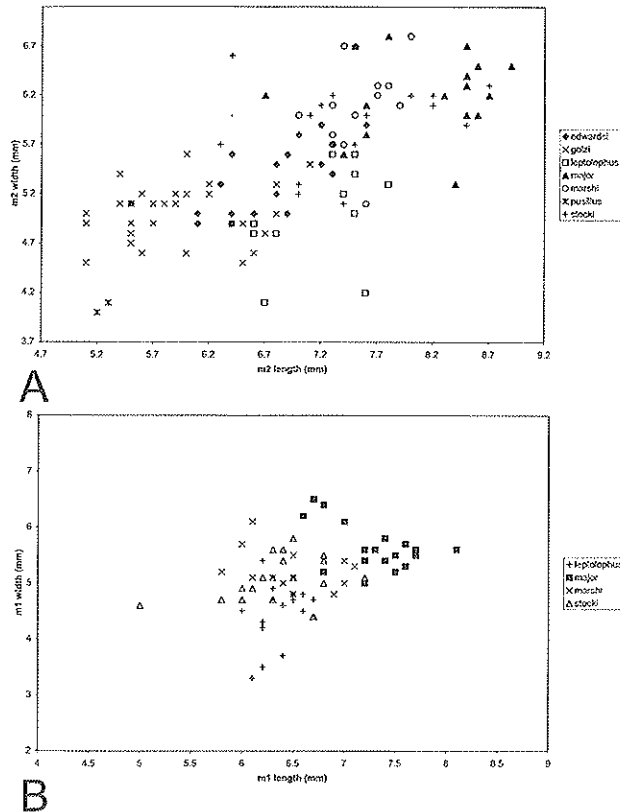 6.7
6.2
5.7
5.2
4.7
4.2
3.7
m2 width (mm)
4.7 5.2 5.7 6.2 6.7 7.2 7.7 8.2 8.7 9.2
m2 length (mm)
edwardsi
golzi
leptolophus
major
marshi
pusillus
stocki
A
8
7
6
5
4
3
2
m1 width (mm)
4 4.5 5 5.5 6 6.5 7 7.5 8 8.5 9
m1 length (mm)
leptolophus
major
marshi
stocki
B